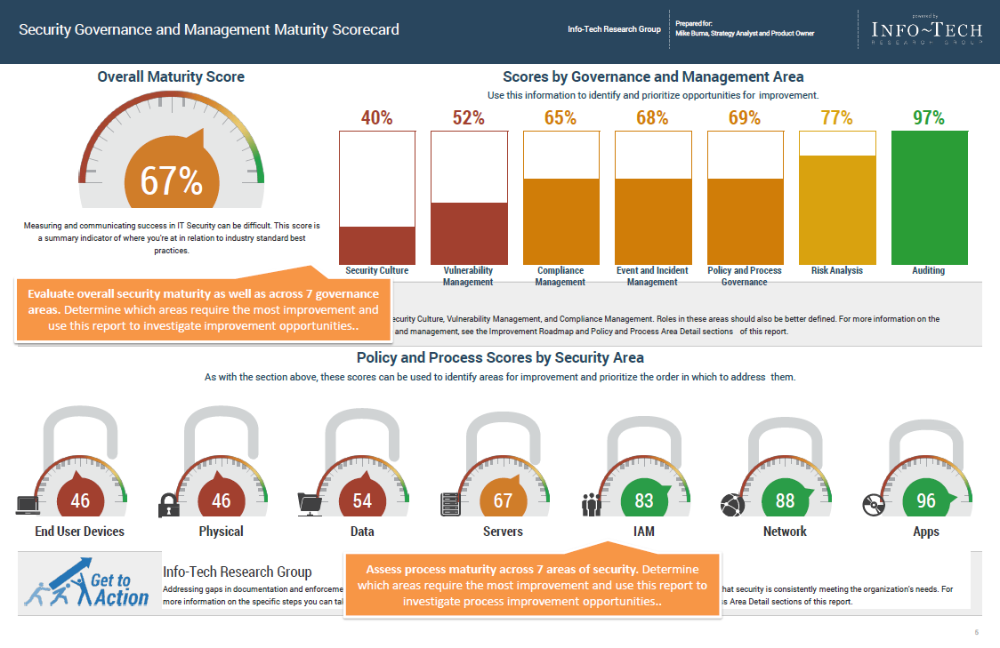 Security Governance and Management Maturity Scorecard
Info-Tech Research Group
Prepared for:
Mike Burna, Strategy Analyst and Product Owner
powered by
INFO~TECH
RESEARCH GROUP
Overall Maturity Score
67%
Measuring and communicating success in IT Security can be difficult. This score is
a summary indicator of where you're at in relation to industry standard best
practices.
Scores by Governance and Management Area
Use this information to identify and prioritize opportunities for improvement.
40% 52% 65% 68% 69% 77% 97%
Security Culture Vulnerability Compliance Event and Incident Policy and Process Risk Analysis Auditing
Management Management Management Governance
Evaluate overall security maturity as well as across 7 governance
areas. Determine which areas require the most improvement and
use this report to investigate improvement opportunities..
ecurity Culture, Vulnerability Management, and Compliance Management. Roles in these areas should also be better defined. For more information on the
and management, see the Improvement Roadmap and Policy and Process Area Detail sections of this report.
Policy and Process Scores by Security Area
As with the section above, these scores can be used to identify areas for improvement and prioritize the order in which to address them.
46 46 54 67 83 88 96
End User Devices Physical Data Servers IAM Network Apps
Get to
Action
Info-Tech Research Group
Addressing gaps in documentation and enforceme
more information on the specific steps you can ta
Assess process maturity across 7 areas of security. Determine
which areas require the most improvement and use this report to
investigate process improvement opportunities..
hat security is consistently meeting the organization's needs. For
ss Area Detail sections of this report.
6